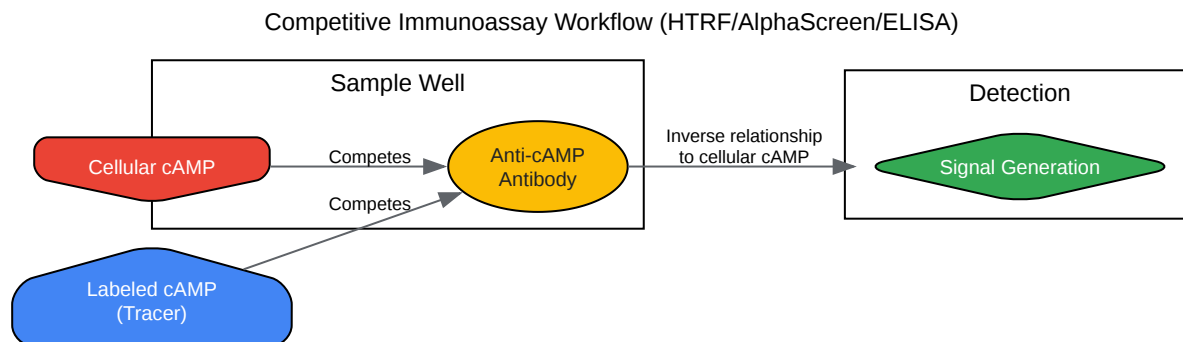 Competitive Immunoassay Workflow (HTRF/AlphaScreen/ELISA)
Sample Well
Detection
Cellular cAMP
Competes
Anti-cAMP
Antibody
Inverse relationship
to cellular cAMP
Signal Generation
Competes
Labeled cAMP
(Tracer)